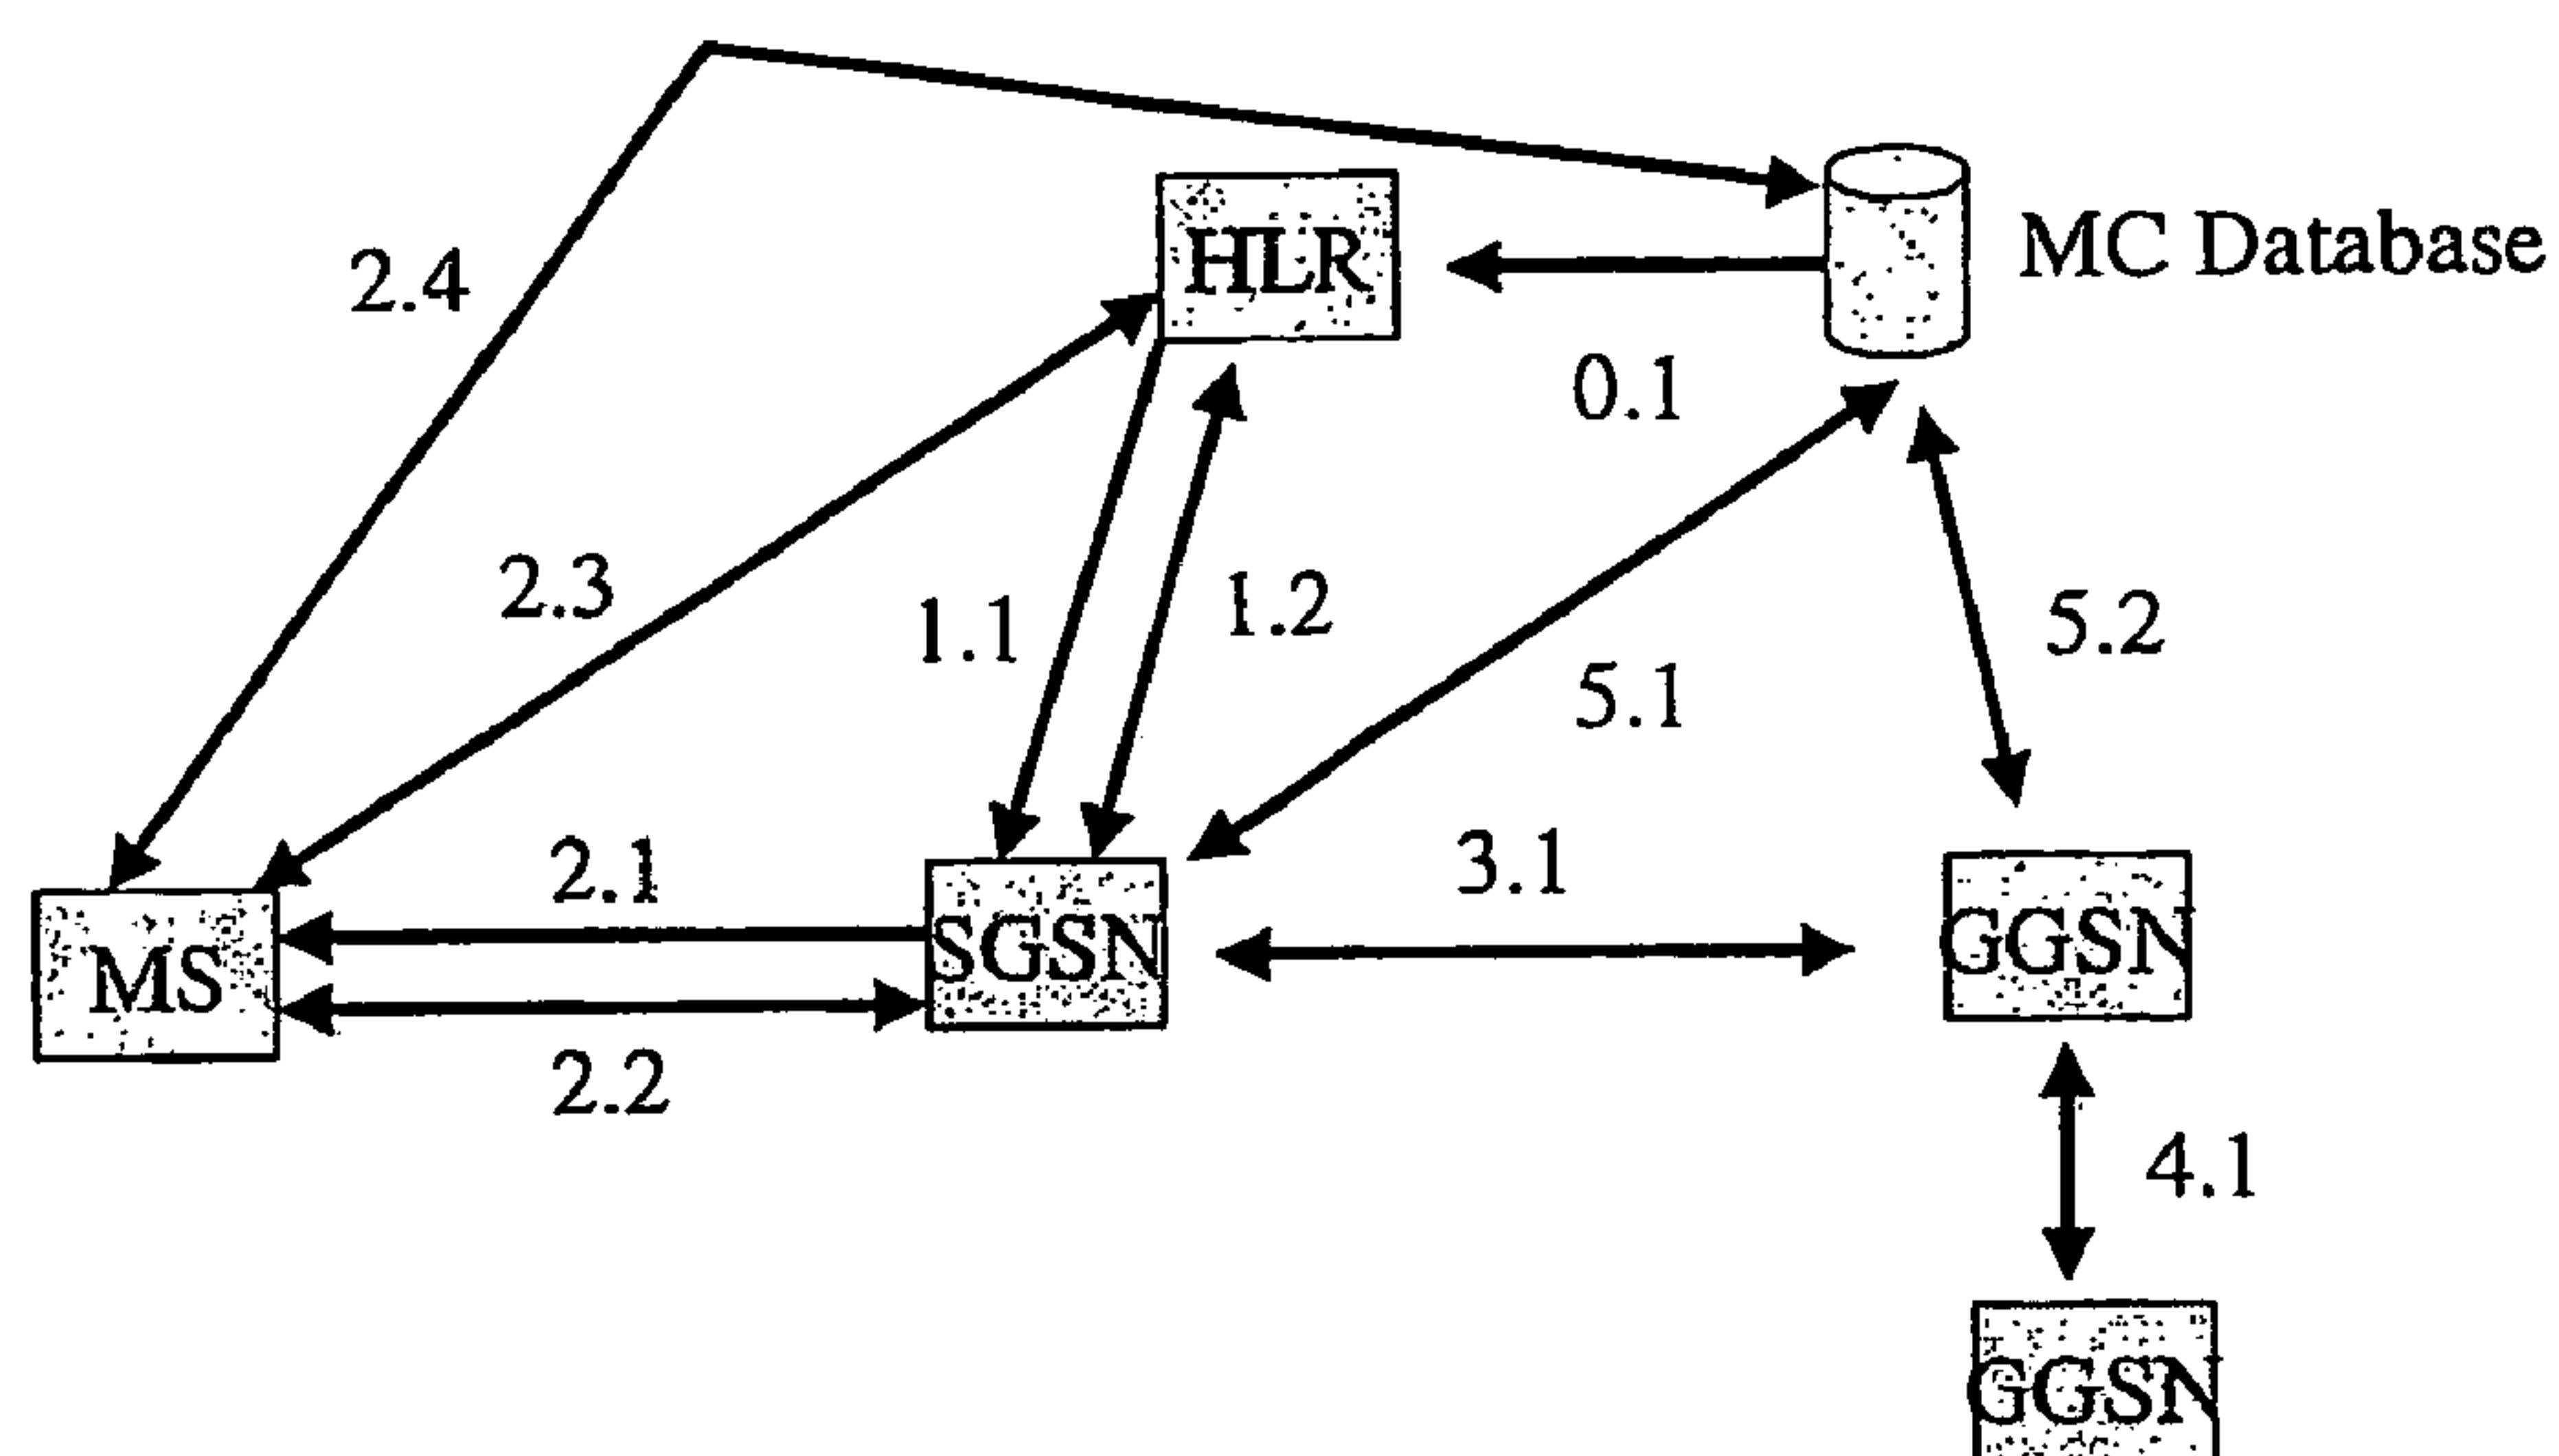 2.4
HLR
MC Database
0.1
2.3
1.1
1.2
5.1
5.2
2.1
3.1
MS
SGSN
GGSN
2.2
4.1
GGSN